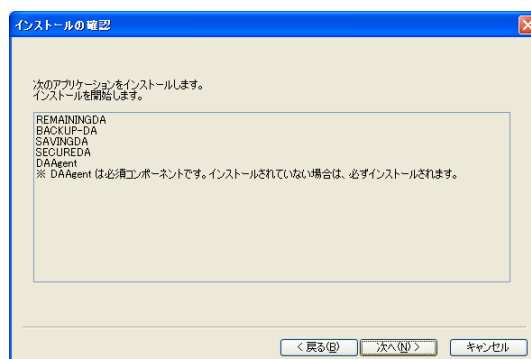 インストールの確認
次のアプリケーションをインストールします。
インストールを開始します。
REMAININGDA
BACKUP-DA
SAVINGDA
SECUREDA
DAAgent
※ DAAgent は必須コンポーネントです。インストールされていない場合は、必ずインストールされます。
< 戻る(B) 次へ(N) > キャンセル